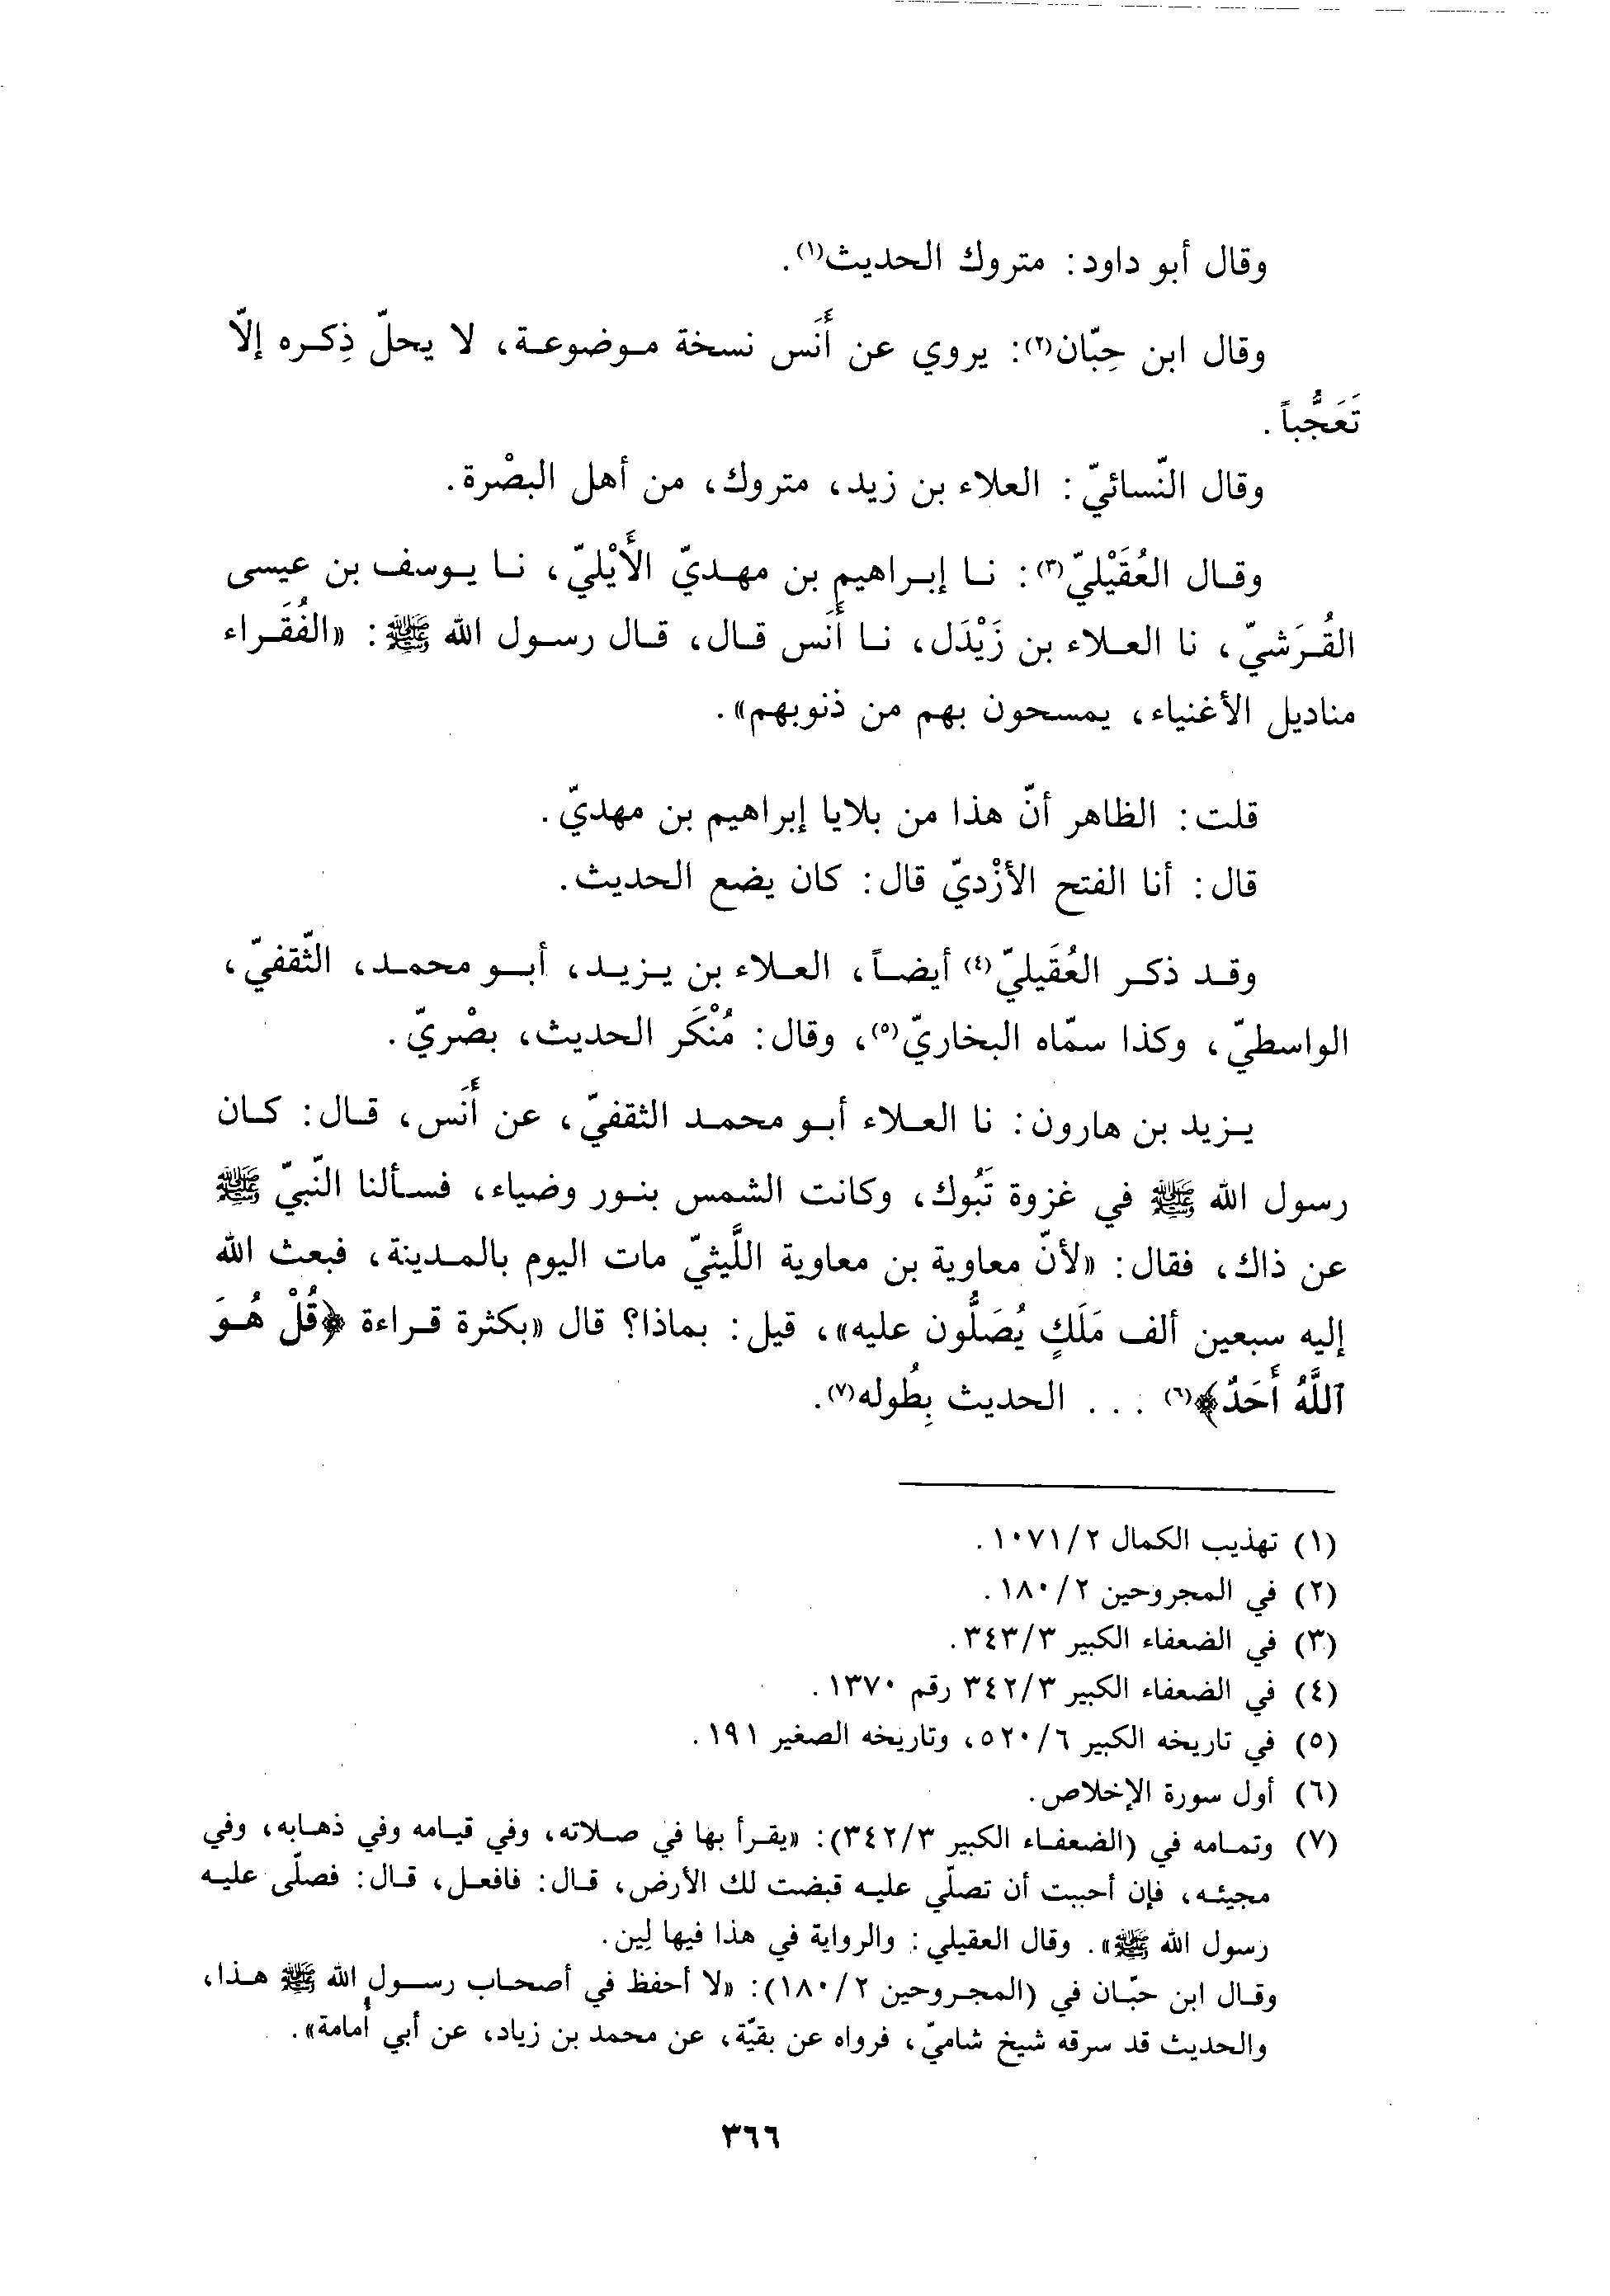 وقال أبو داود: متروك الحديث(١).
وقال ابن حِبّان(٢): يروي عن أَنَس نسخة موضوعة، لا يحلّ ذِكره إلّا
تَعَجُّباً.
وقال النّسائيّ: العلاء بن زيد، متروك، من أهل البصْرة.
وقال العُقَيْليّ(٣): نا إبراهيم بن مهديّ الأَيْليّ، نا يوسف بن عيسى
القُرَشيّ، نا العلاء بن زَيْدَل، نا أَنَس قال، قال رسول الله ﷺ: «الفُقَراء
مناديل الأغنياء، يمسحون بهم من ذنوبهم».
قلت: الظاهر أنّ هذا من بلايا إبراهيم بن مهديّ.
قال: أنا الفتح الأزْديّ قال: كان يضع الحديث.
وقد ذكر العُقَيليّ(٤) أيضاً، العلاء بن يزيد، أبو محمد، الثّقفيّ،
الواسطيّ، وكذا سمّاه البخاريّ(٥)، وقال: مُنْكَر الحديث، بصْريّ.
يزيد بن هارون: نا العلاء أبو محمد الثقفيّ، عن أَنَس، قال: كان
رسول الله ﷺ في غزوة تَبُوك، وكانت الشمس بنور وضياء، فسألنا النّبيّ ﷺ
عن ذاك، فقال: «لأنّ معاوية بن معاوية اللَّيثيّ مات اليوم بالمدينة، فبعث الله
إليه سبعين ألف مَلَكٍ يُصَلُّون عليه»، قيل: بماذا؟ قال «بكثرة قراءة ﴿قُلْ هُوَ
ٱللَّهُ أَحَدٌ﴾(٦) . . . الحديث بِطُوله(٧).
(١) تهذيب الكمال ١٠٧١/٢.
(٢) في المجروحين ١٨٠/٢.
(٣) في الضعفاء الكبير ٣٤٣/٣.
(٤) في الضعفاء الكبير ٣٤٢/٣ رقم ١٣٧٠.
(٥) في تاريخه الكبير ٥٢٠/٦، وتاريخه الصغير ١٩١.
(٦) أول سورة الإخلاص.
(٧) وتمامه في (الضعفاء الكبير ٣٤٢/٣): «يقرأ بها في صلاته، وفي قيامه وفي ذهابه، وفي
مجيئه، فإن أحببت أن تصلّي عليه قبضت لك الأرض، قال: فافعل، قال: فصلّى عليه
رسول الله ﷺ». وقال العقيلي: والرواية في هذا فيها لِين.
وقال ابن حبّان في (المجروحين ١٨٠/٢): «لا أحفظ في أصحاب رسول الله ﷺ هذا،
والحديث قد سرقه شيخ شاميّ، فرواه عن بقيّة، عن محمد بن زياد، عن أبي أُمامة».
٣٦٦